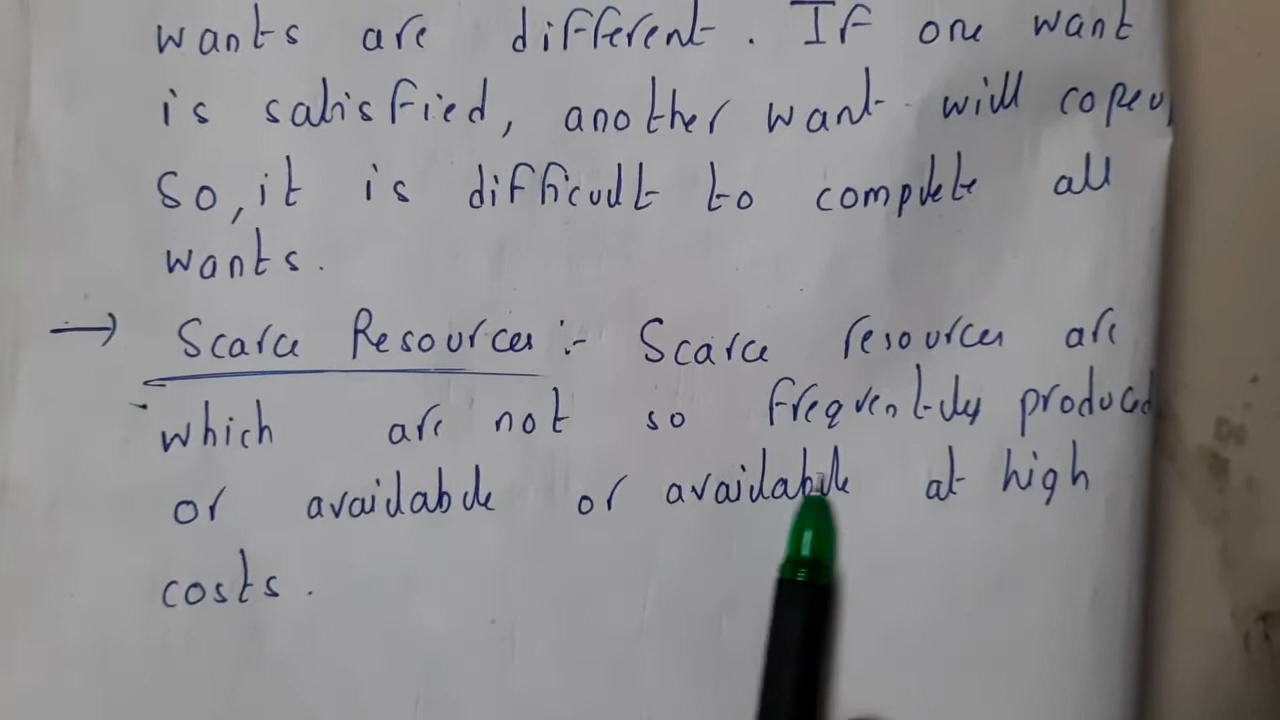 wants are different. If one want
is satisfied, another want will
So, it is difficult to complete all
wants.
→ Scarce Resources :- Scarce resources are
which are not so frequently produced
or available or available at high
costs.